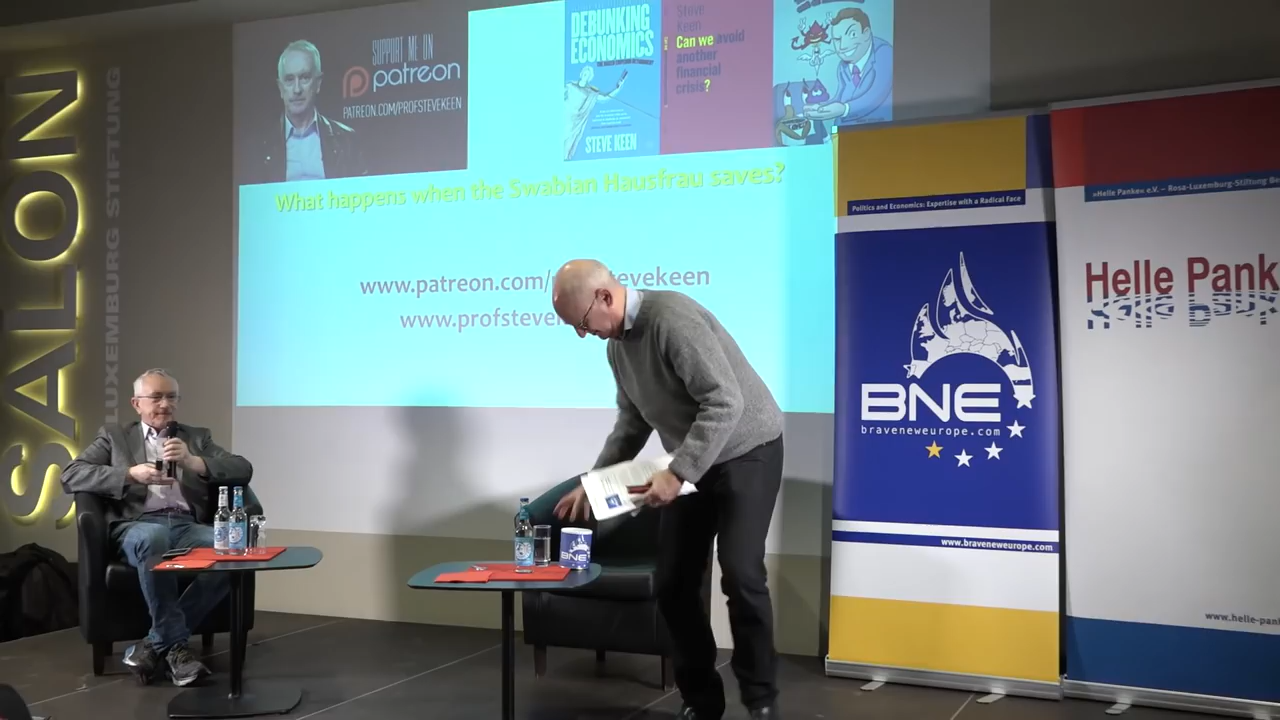 SALON
LUXEMBURG STIFTUNG
SUPPORT ME ON
patreon
PATREON.COM/PROFSTEVEKEEN
DEBUNKING
ECONOMICS
STEVE KEEN
Steve
Keen
Can we avoid
another
financial
crisis?
What happens when the Swabian Hausfrau saves?
www.patreon.com/
stevekeen
www.profsteve
Politics and Economics: Expertise with a Radical Face
BNE
braveneweurope.com
www.braveneweurope.com
»Helle Panke« e.V. – Rosa-Luxemburg-Stiftung Be
Helle Pank
www.helle-pank
BNE